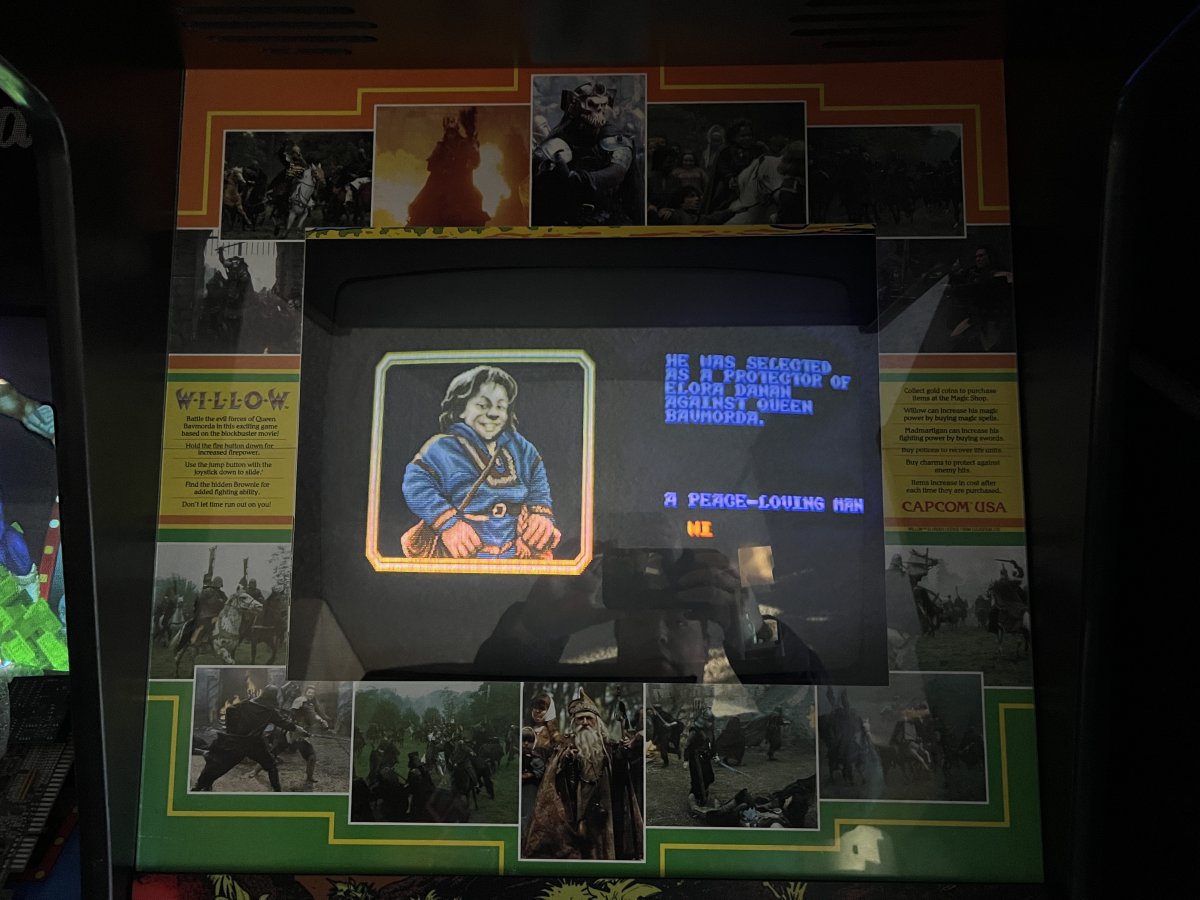 HE WAS SELECTED
AS A PROTECTOR OF
ELORA DANAN
AGAINST QUEEN
BAVMORDA.
A PEACE-LOVING MAN
WI
W·I·L·L·O·W
Battle the evil forces of Queen
Bavmorda in this exciting game
based on the blockbuster movie!
Hold the fire button down for
increased firepower.
Use the jump button with the
joystick down to slide.
Find the hidden Brownie for
added fighting ability.
Don't let time run out on you!
Collect gold coins to purchase
items at the Magic Shop.
Willow can increase his magic
power by buying magic spells.
Madmartigan can increase his
fighting power by buying swords.
Buy potions to recover life units.
Buy charms to protect against
enemy hits.
Items increase in cost after
each time they are purchased.
CAPCOM USA